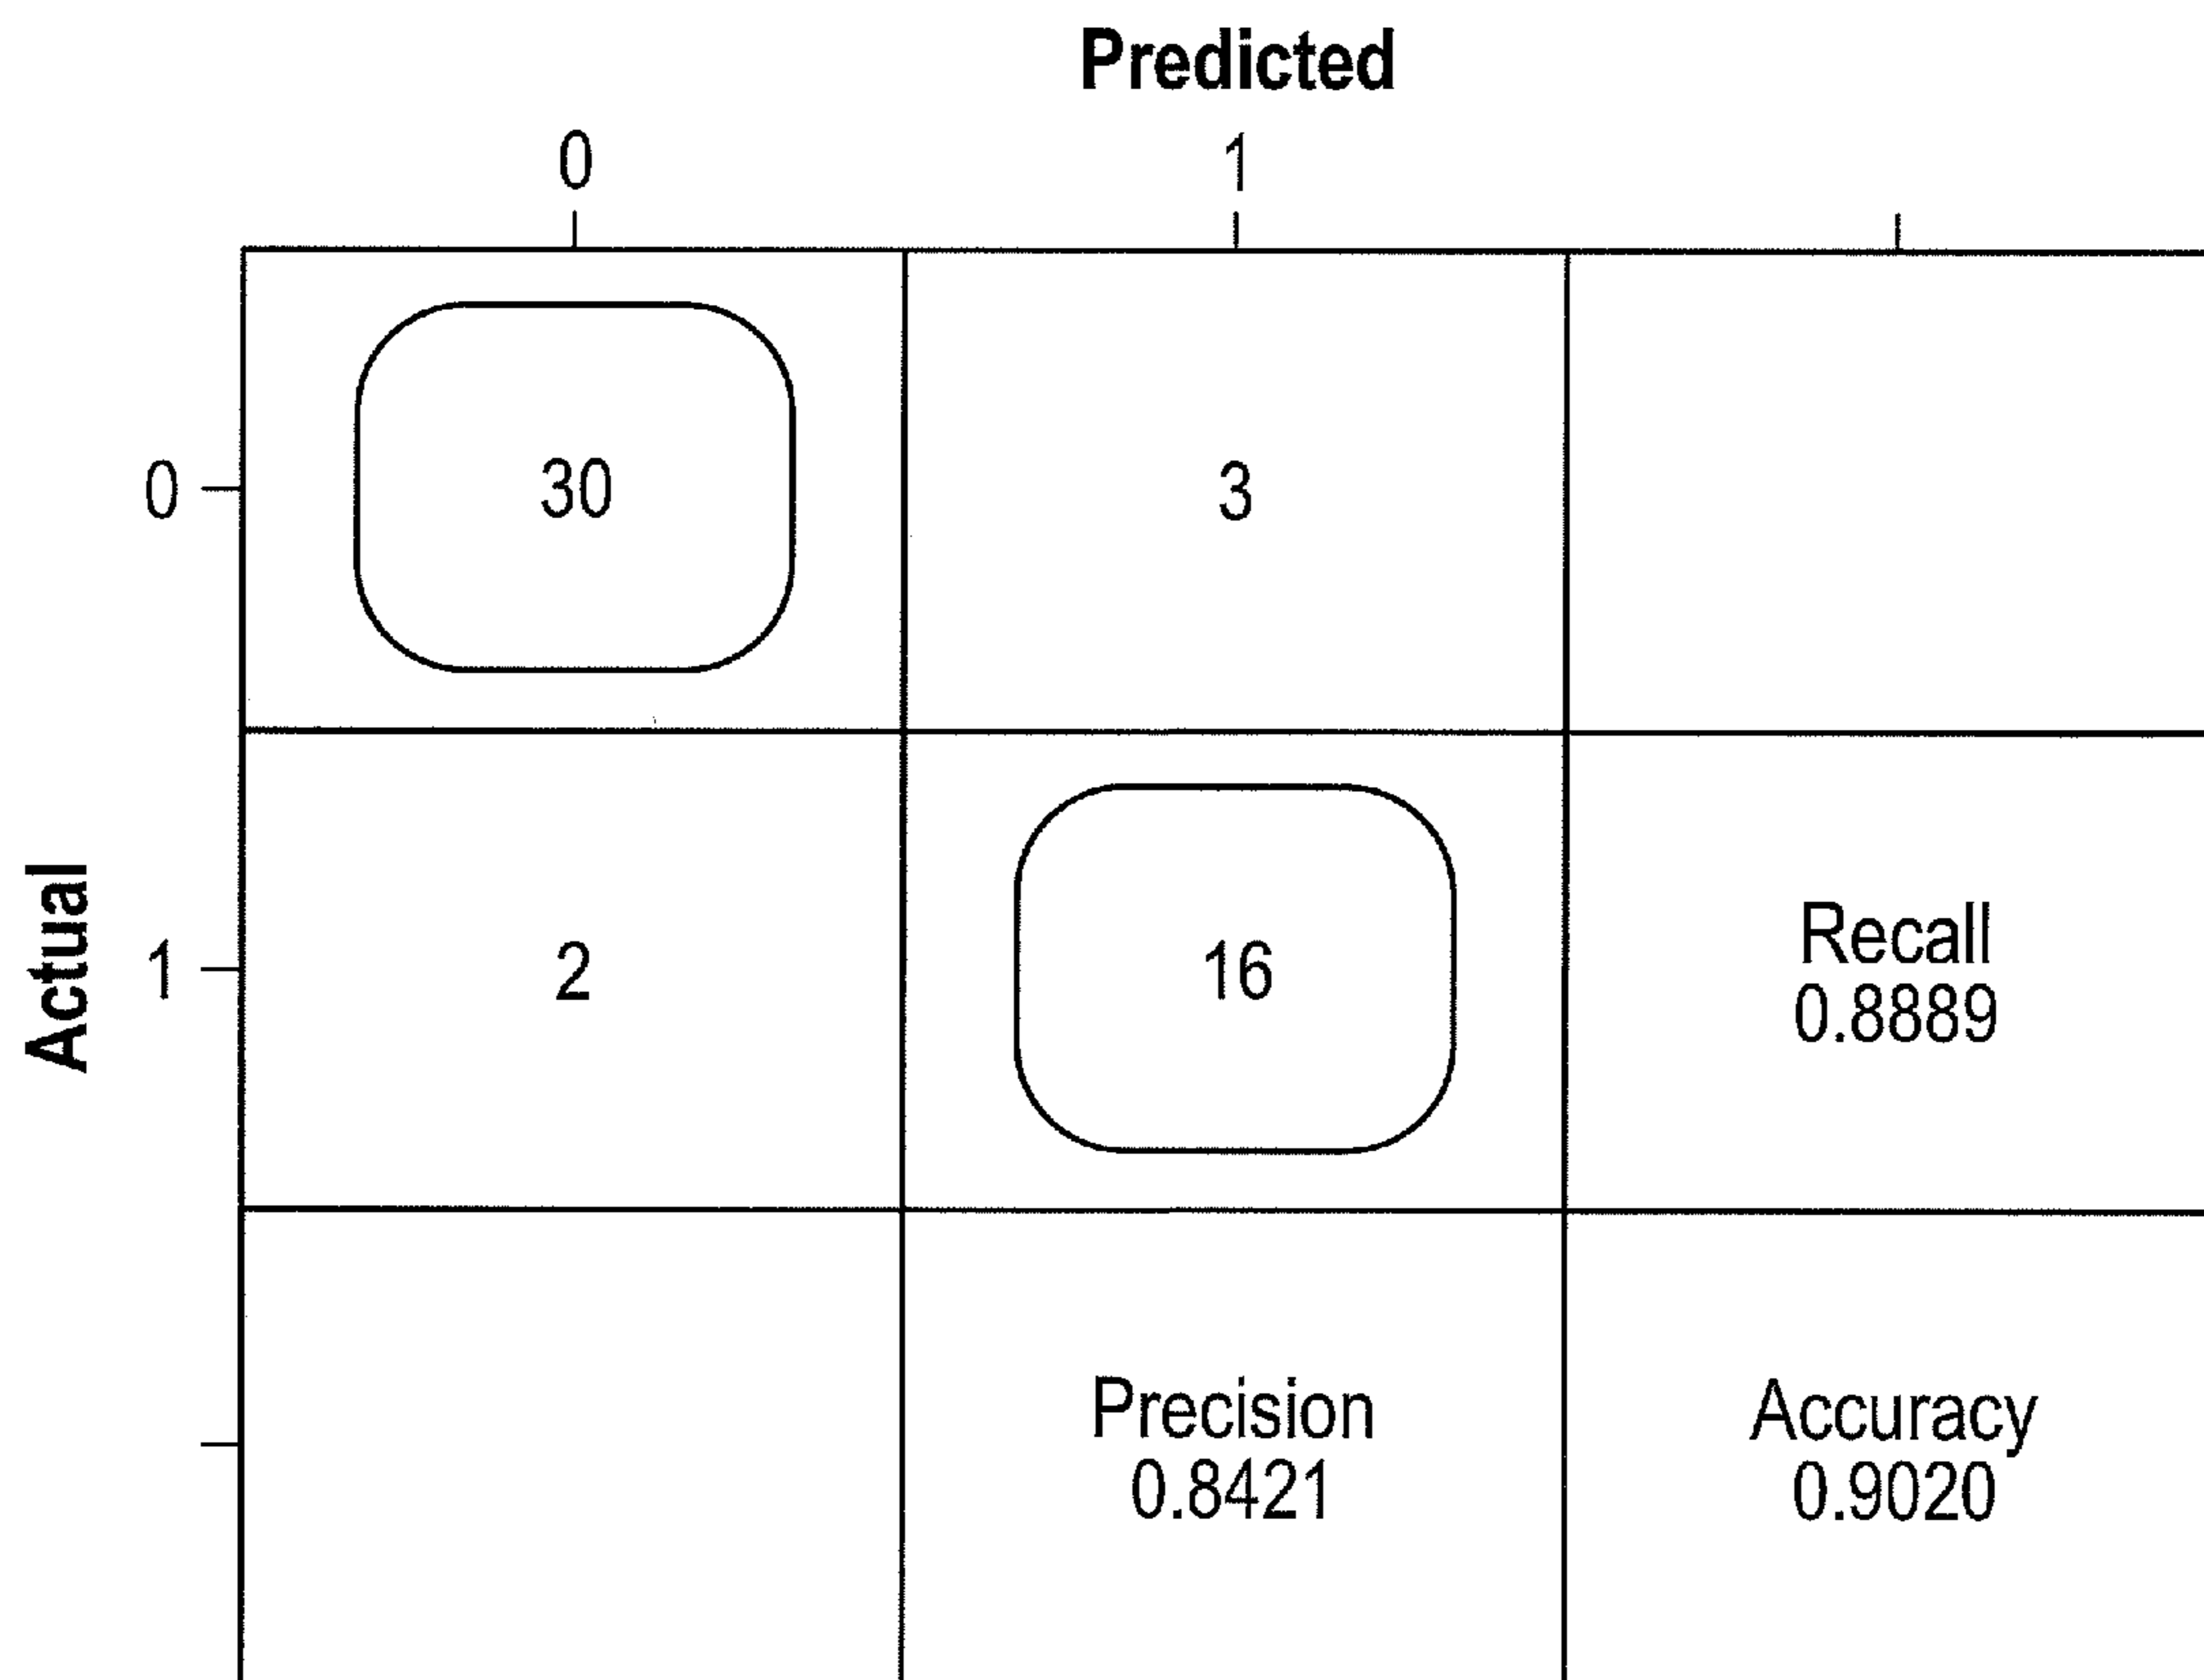 Predicted
0 1
0 30 3
Actual
1 2 16
Recall
0.8889
Precision
0.8421
Accuracy
0.9020